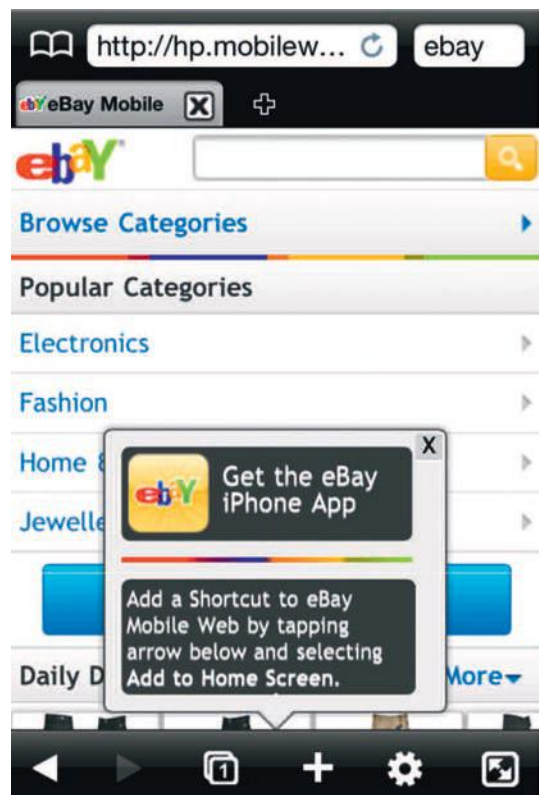 http://hp.mobilew... ebay
ebYeBay Mobile X
ebaY
Browse Categories
Popular Categories
Electronics
Fashion
Home
X
ebY Get the eBay
iPhone App
Jewelle
Add a Shortcut to eBay
Mobile Web by tapping
arrow below and selecting
Add to Home Screen.
Daily D More
1